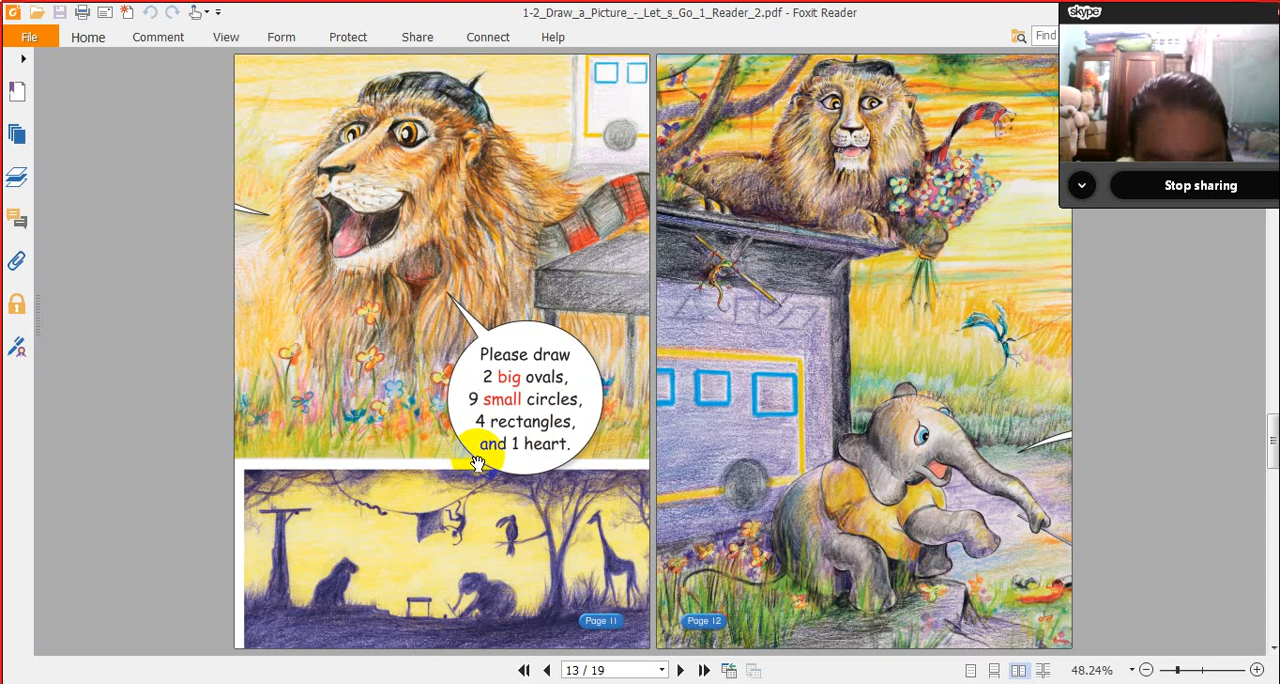 1-2_Draw_a_Picture_-_Let_s_Go_1_Reader_2.pdf - Foxit Reader
skype
File Home Comment View Form Protect Share Connect Help
Find
Stop sharing
Please draw
2 big ovals,
9 small circles,
4 rectangles,
and 1 heart.
Page 11
Page 12
13 / 19
48.24%